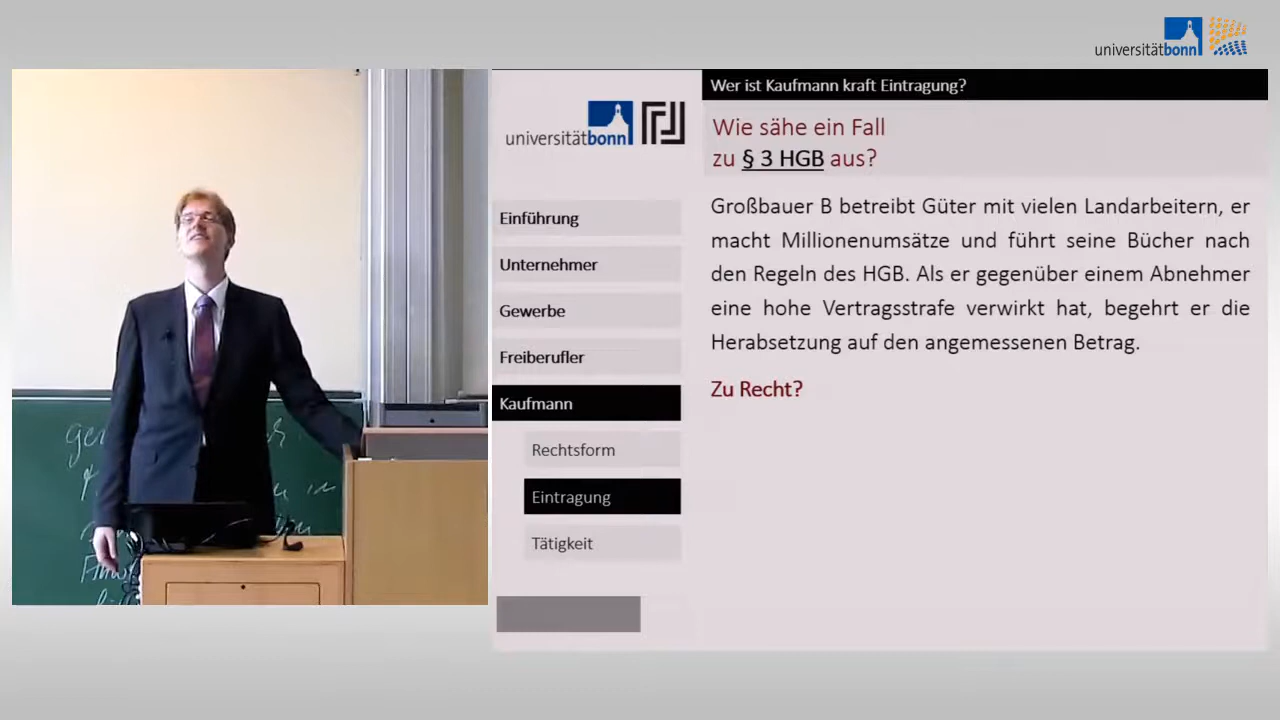 universitätbonn
universitätbonn
Wer ist Kaufmann kraft Eintragung?
Wie sähe ein Fall
zu § 3 HGB aus?
Großbauer B betreibt Güter mit vielen Landarbeitern, er
macht Millionenumsätze und führt seine Bücher nach
den Regeln des HGB. Als er gegenüber einem Abnehmer
eine hohe Vertragsstrafe verwirkt hat, begehrt er die
Herabsetzung auf den angemessenen Betrag.
Zu Recht?
Einführung
Unternehmer
Gewerbe
Freiberufler
Kaufmann
Rechtsform
Eintragung
Tätigkeit